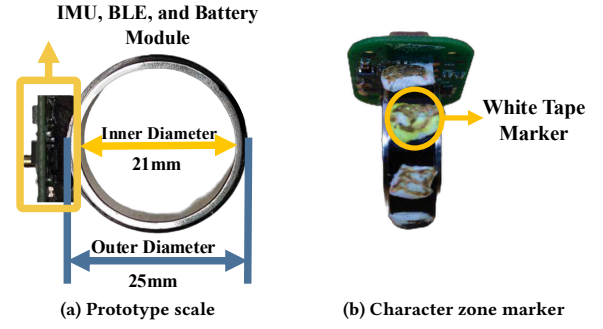 IMU, BLE, and Battery
Module
Inner Diameter
21mm
Outer Diameter
25mm
White Tape
Marker
(a) Prototype scale
(b) Character zone marker